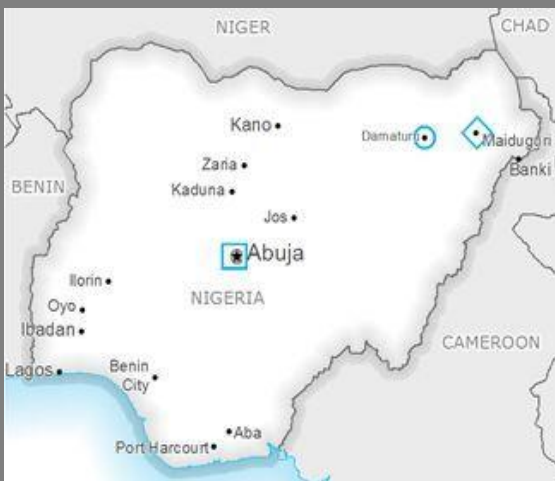 NIGER
CHAD
Kano
Damaturu
Maiduguri
Zaria
Banki
BENIN
Kaduna
Jos
Abuja
Ilorin
NIGERIA
Oyo
Ibadan
CAMEROON
Lagos
Benin
City
Aba
Port Harcourt